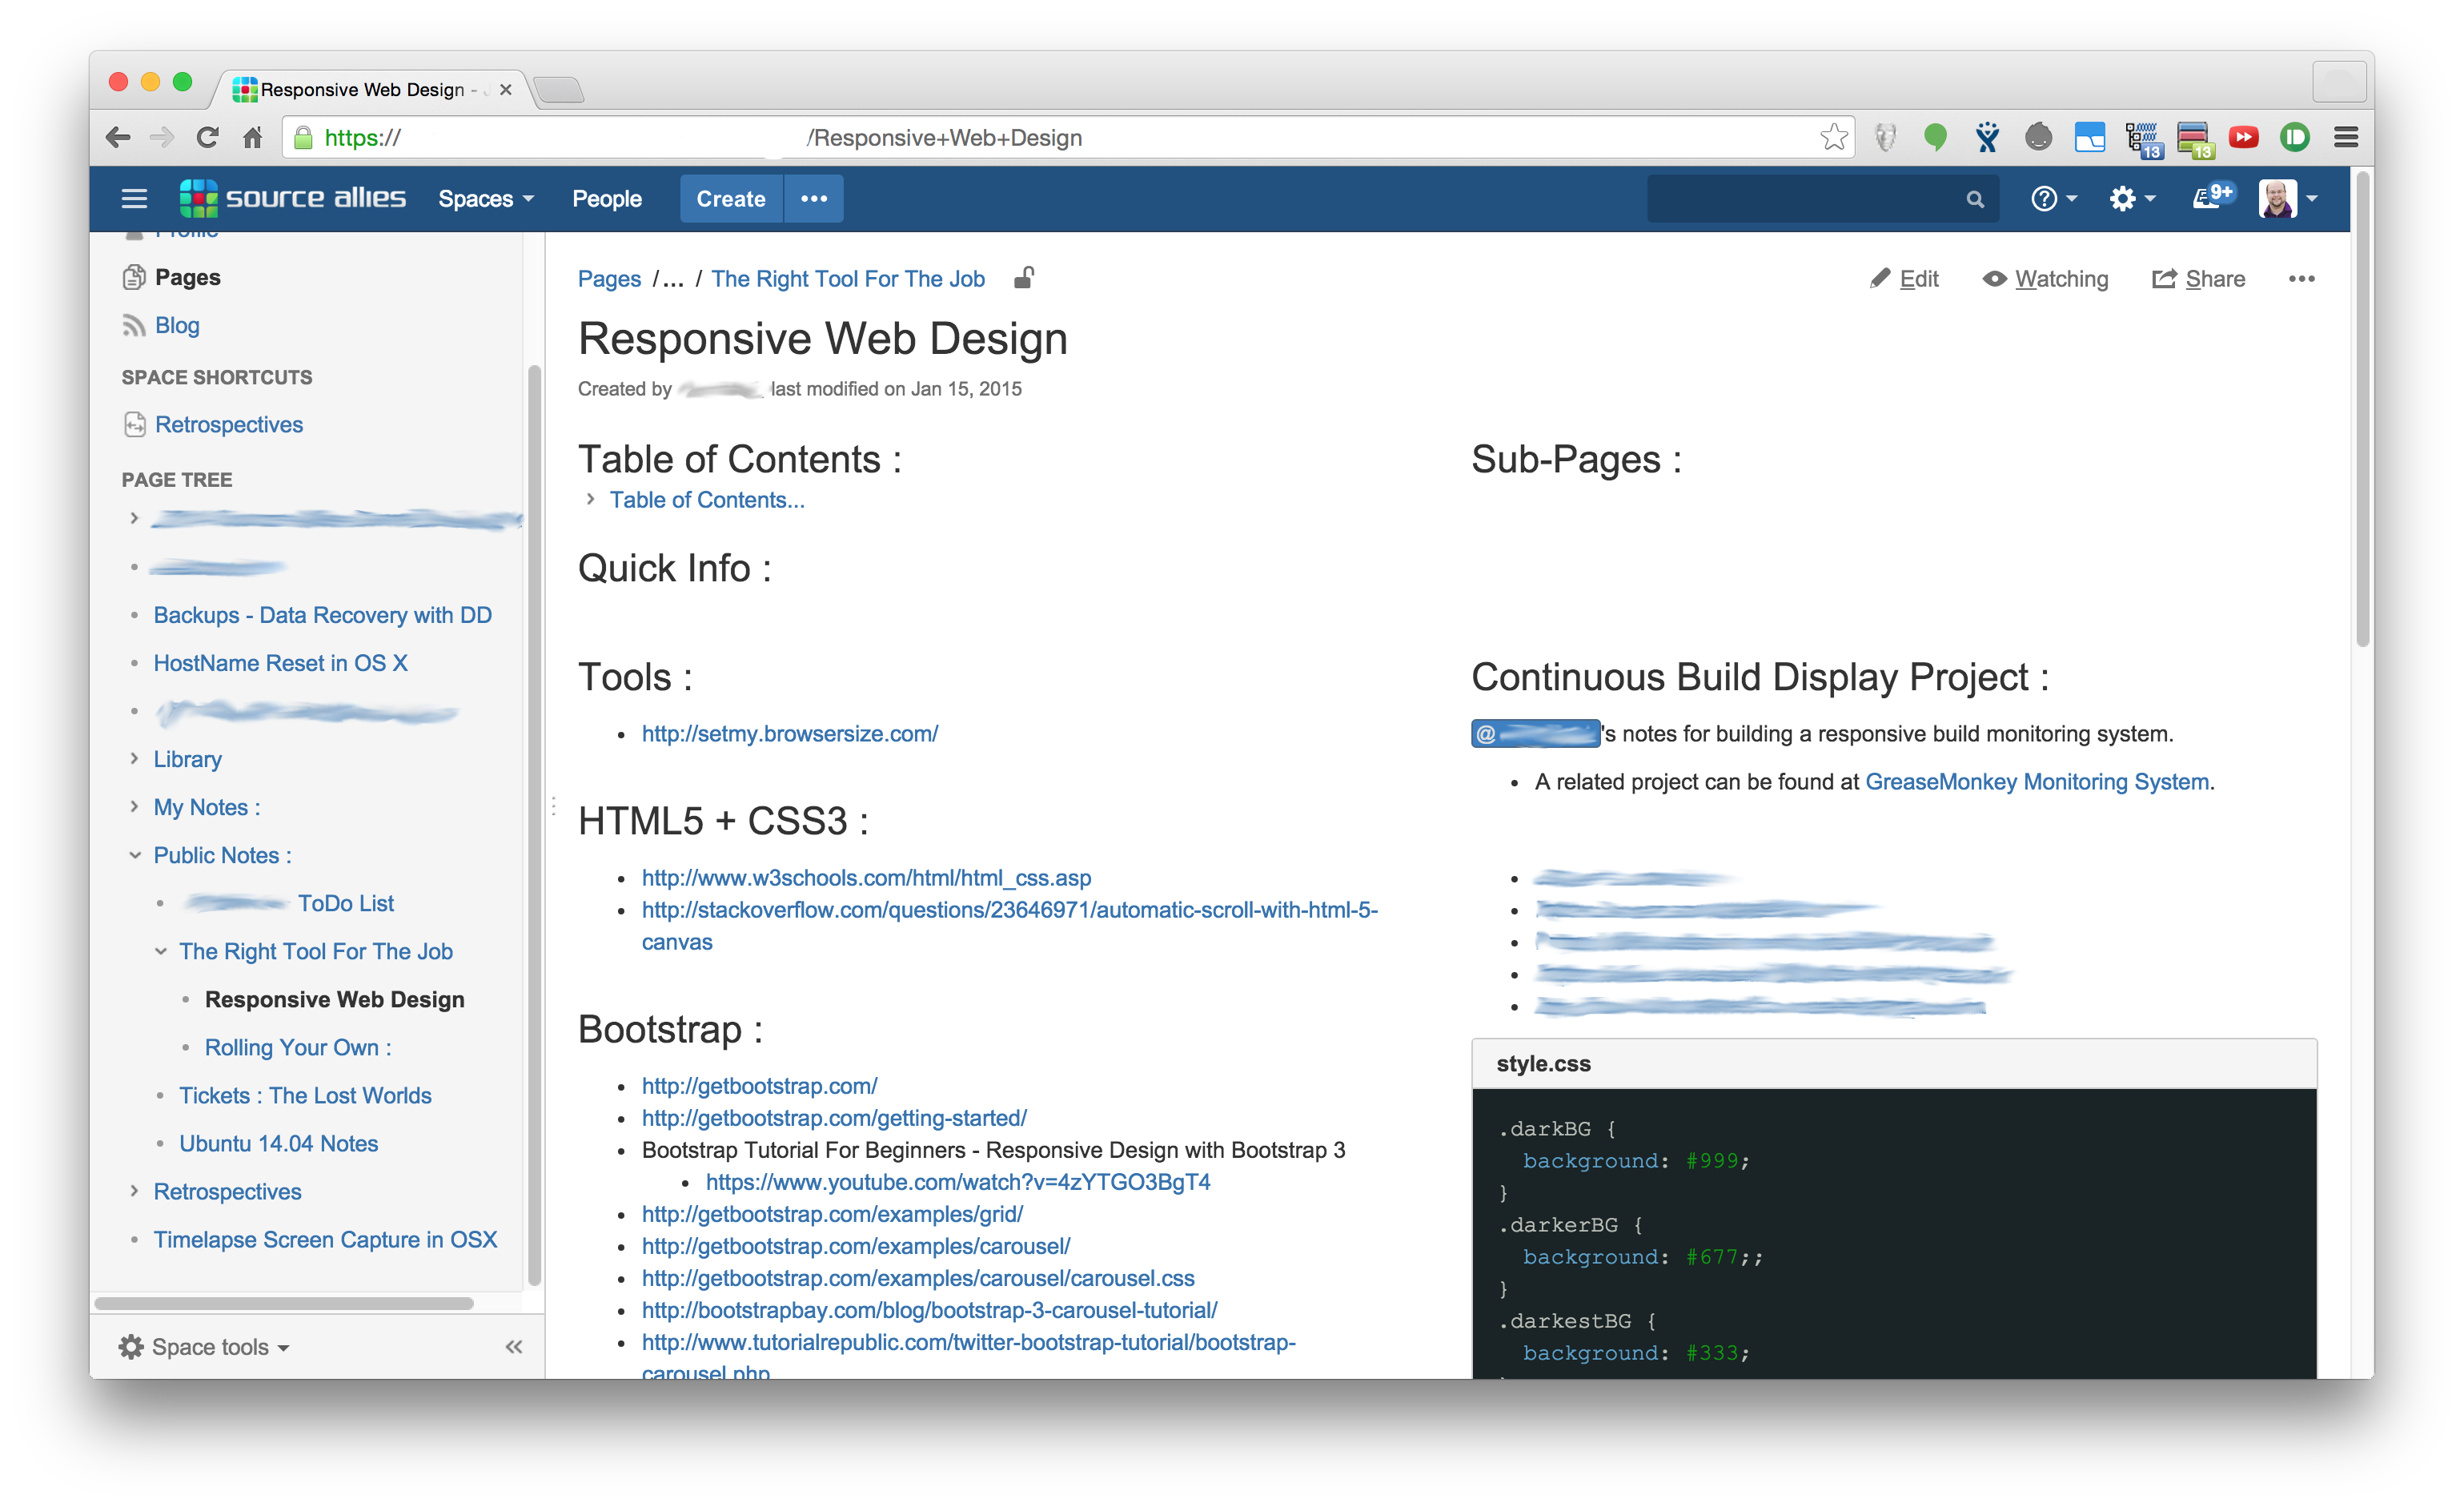 Responsive Web Design -
https:// /Responsive+Web+Design
13
13
source allies Spaces People Create 9+
Profile
Pages
Blog
SPACE SHORTCUTS
Retrospectives
PAGE TREE
Backups - Data Recovery with DD
HostName Reset in OS X
Library
My Notes :
Public Notes :
ToDo List
The Right Tool For The Job
Responsive Web Design
Rolling Your Own :
Tickets : The Lost Worlds
Ubuntu 14.04 Notes
Retrospectives
Timelapse Screen Capture in OSX
Space tools
Pages /... / The Right Tool For The Job
Edit Watching Share
Responsive Web Design
Created by last modified on Jan 15, 2015
Table of Contents :
Table of Contents...
Quick Info :
Tools :
http://setmy.browsersize.com/
HTML5 + CSS3 :
http://www.w3schools.com/html/html_css.asp
http://stackoverflow.com/questions/23646971/automatic-scroll-with-html-5-
canvas
Bootstrap :
http://getbootstrap.com/
http://getbootstrap.com/getting-started/
Bootstrap Tutorial For Beginners - Responsive Design with Bootstrap 3
https://www.youtube.com/watch?v=4zYTGO3BgT4
http://getbootstrap.com/examples/grid/
http://getbootstrap.com/examples/carousel/
http://getbootstrap.com/examples/carousel/carousel.css
http://bootstrapbay.com/blog/bootstrap-3-carousel-tutorial/
http://www.tutorialrepublic.com/twitter-bootstrap-tutorial/bootstrap-
carousel.php
Sub-Pages :
Continuous Build Display Project :
@ 's notes for building a responsive build monitoring system.
A related project can be found at GreaseMonkey Monitoring System.
style.css
.darkBG {
background: #999;
}
.darkerBG {
background: #677;;
}
.darkestBG {
background: #333;